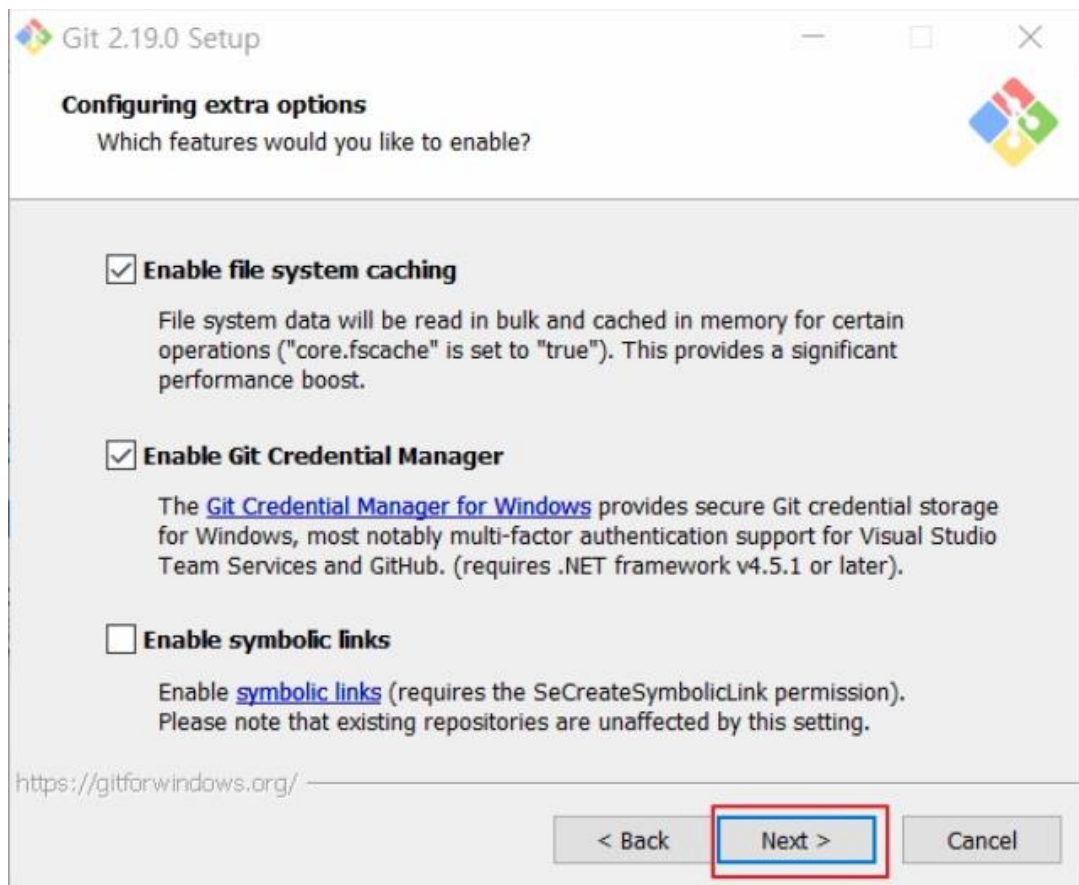 Git 2.19.0 Setup
Configuring extra options
Which features would you like to enable?
Enable file system caching
File system data will be read in bulk and cached in memory for certain
operations ("core.fscache" is set to "true"). This provides a significant
performance boost.
Enable Git Credential Manager
The Git Credential Manager for Windows provides secure Git credential storage
for Windows, most notably multi-factor authentication support for Visual Studio
Team Services and GitHub. (requires .NET framework v4.5.1 or later).
Enable symbolic links
Enable symbolic links (requires the SeCreateSymbolicLink permission).
Please note that existing repositories are unaffected by this setting.
https://gitforwindows.org/
< Back Next > Cancel